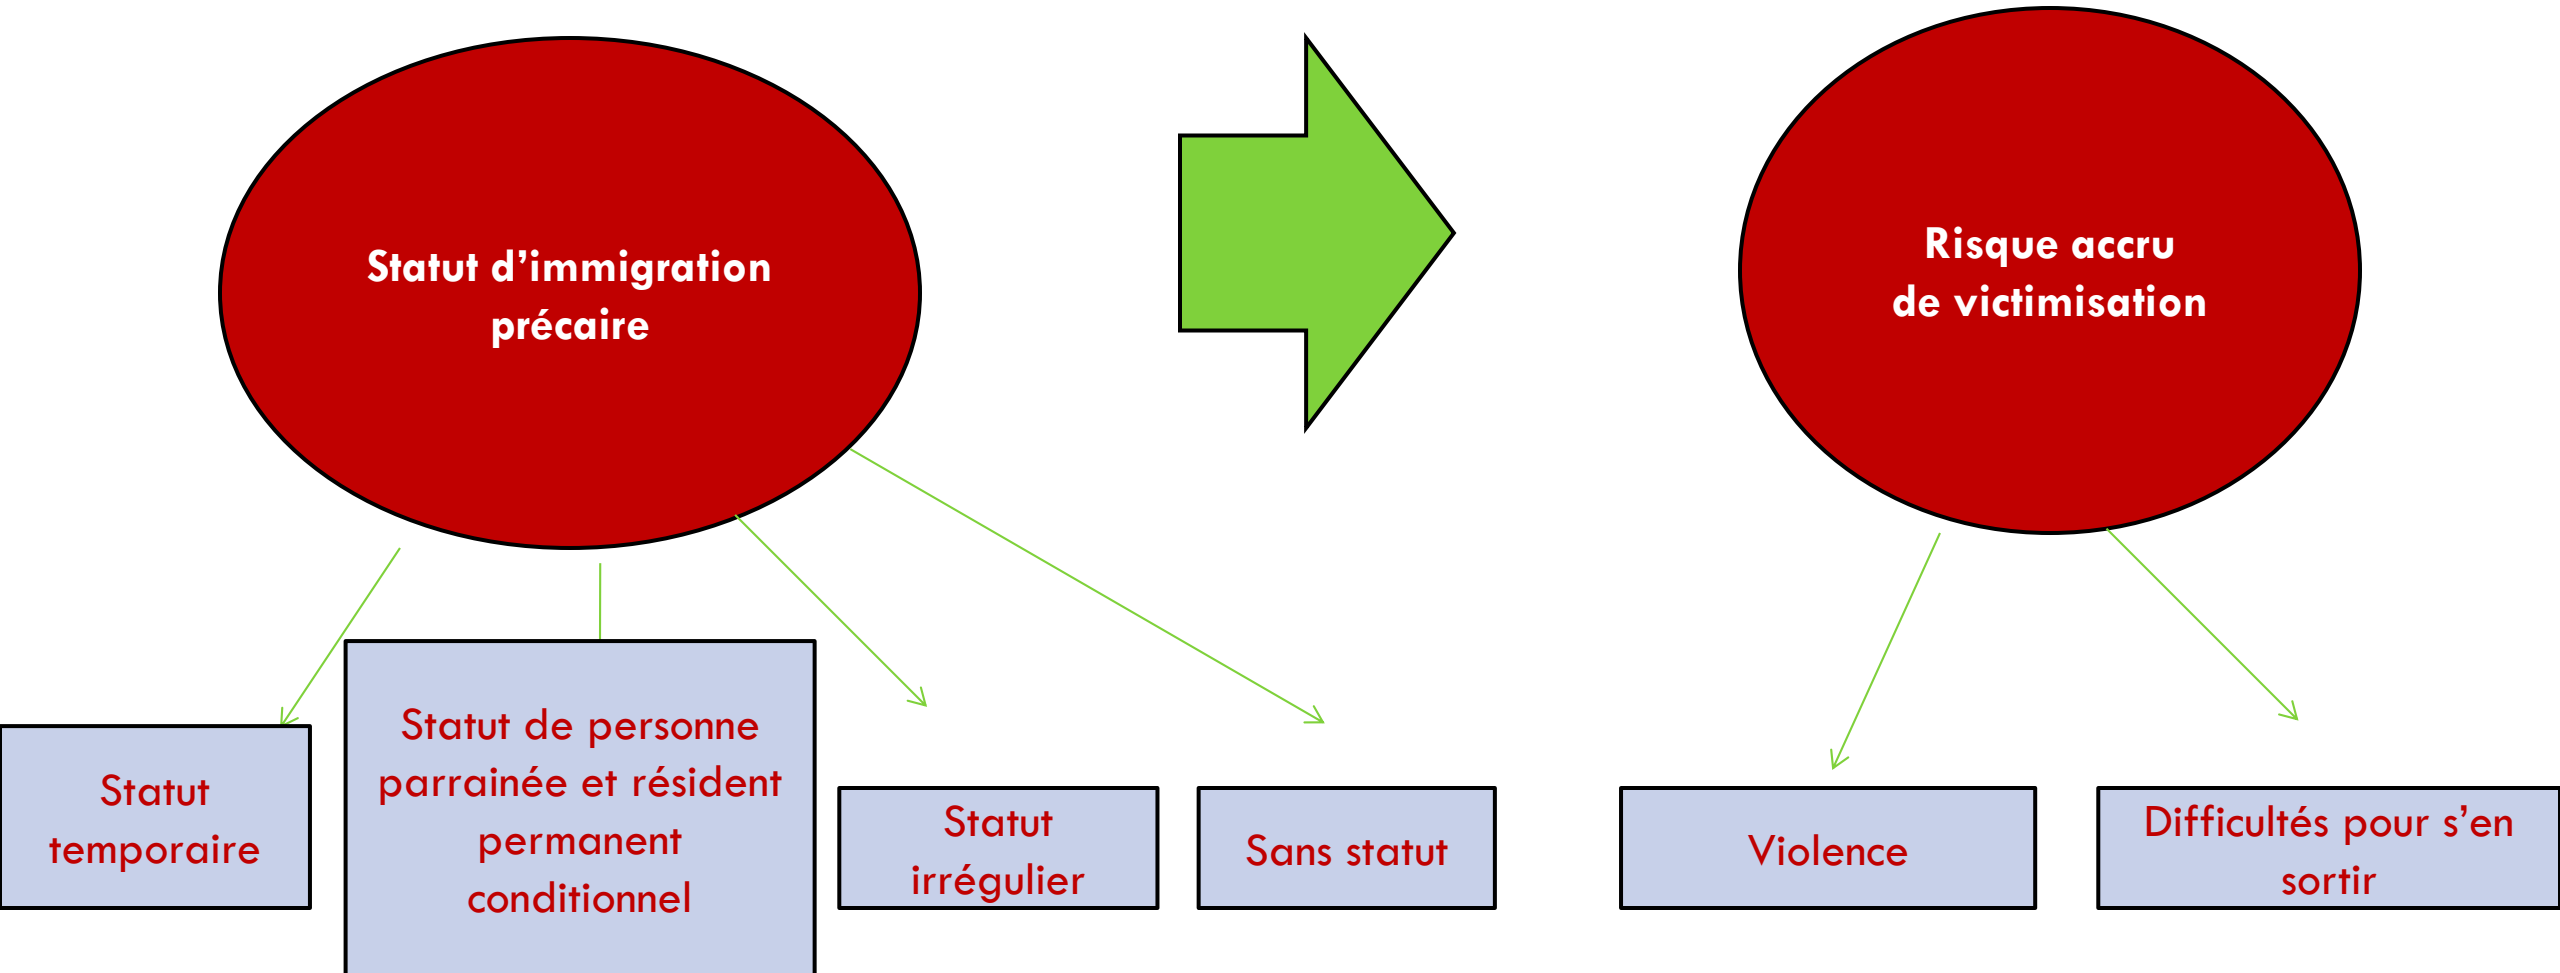 Statut d’immigration
précaire
Risque accru
de victimisation
Statut
temporaire
Statut de personne
parrainée et résident
permanent
conditionnel
Statut
irrégulier
Sans statut
Violence
Difficultés pour s’en
sortir